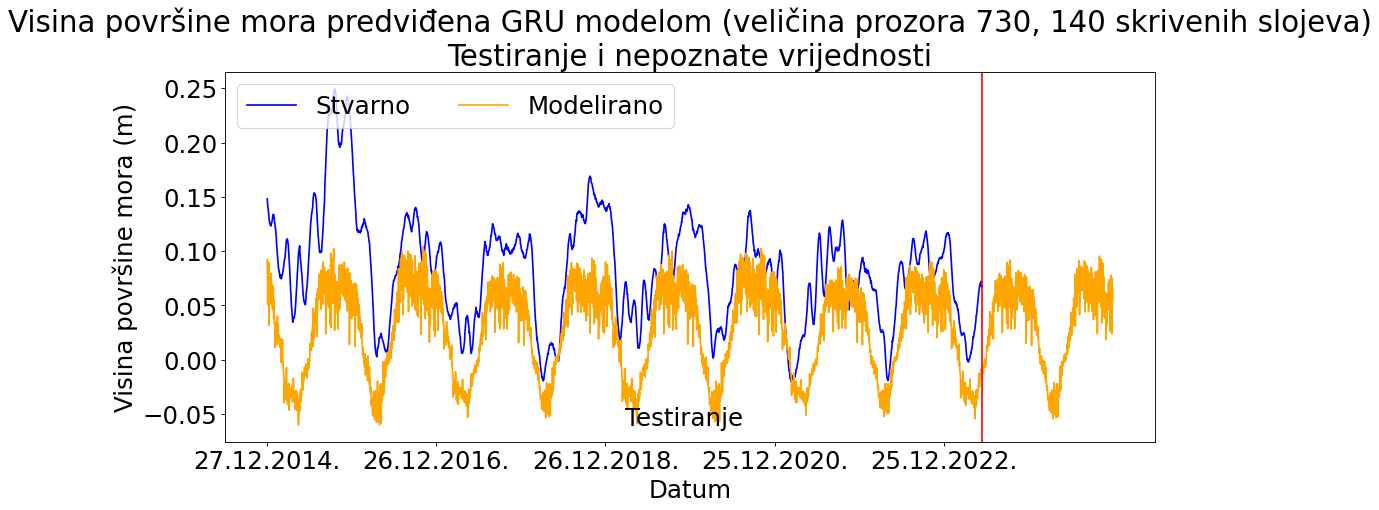 Visina površine mora predviđena GRU modelom (veličina prozora 730, 140 skrivenih slojeva)
Testiranje i nepoznate vrijednosti
Stvarno
Modelirano
Visina površine mora (m)
0.25
0.20
0.15
0.10
0.05
0.00
−0.05
Testiranje
27.12.2014.
26.12.2016.
26.12.2018.
25.12.2020.
25.12.2022.
Datum